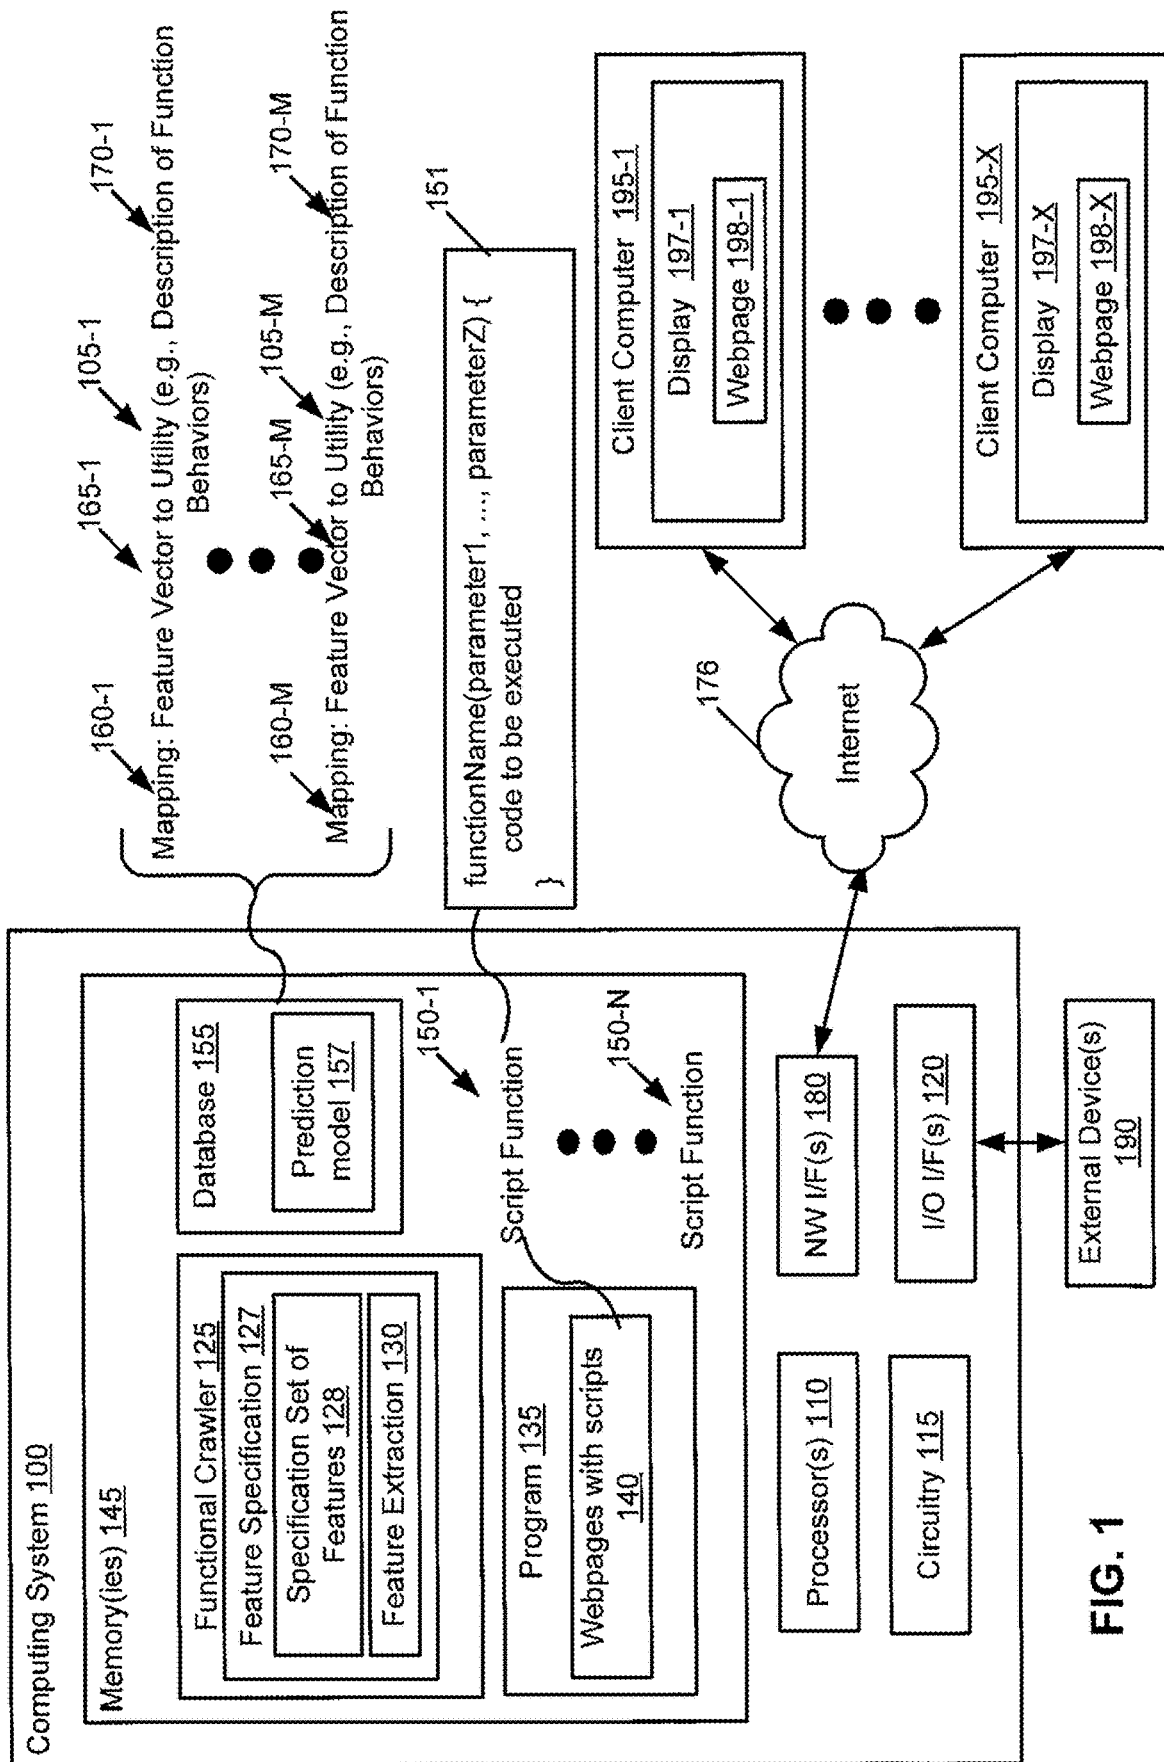 Computing System 100
Memory(ies) 145
Functional Crawler 125
Feature Specification 127
Specification Set of
Features 128
Feature Extraction 130
Database 155
Prediction
model 157
Program 135
Webpages with scripts
140
150-1
Script Function
150-N
Script Function
Processor(s) 110
NW I/F(s) 180
Circuitry 115
I/O I/F(s) 120
External Device(s)
190
160-1
165-1
105-1
170-1
Mapping: Feature Vector to Utility (e.g., Description of Function
Behaviors)
160-M
165-M
105-M
170-M
Mapping: Feature Vector to Utility (e.g., Description of Function
Behaviors)
151
functionName(parameter1, ..., parameterZ) {
code to be executed
}
176
Internet
Client Computer 195-1
Display 197-1
Webpage 198-1
Client Computer 195-X
Display 197-X
Webpage 198-X
FIG. 1